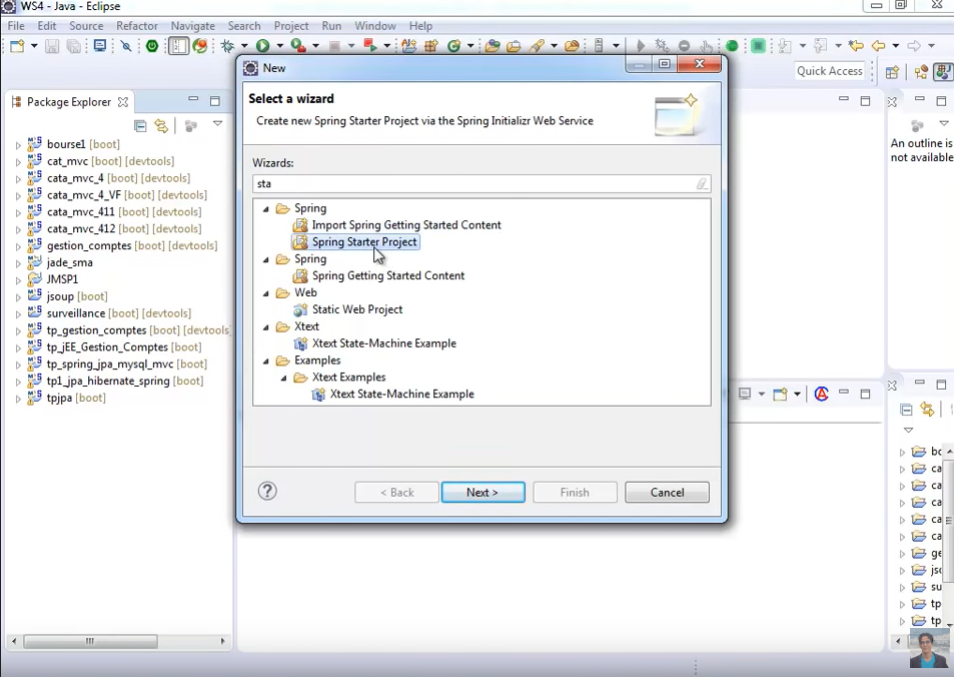 WS4 - Java - Eclipse
File Edit Source Refactor Navigate Search Project Run Window Help
Quick Access
Package Explorer
bourse1 [boot]
cat_mvc [boot] [devtools]
cata_mvc_4 [boot] [devtools]
cata_mvc_4_VF [boot] [devtools]
cata_mvc_411 [boot] [devtools]
cata_mvc_412 [boot] [devtools]
gestion_comptes [boot] [devtools]
jade_sma
JMSP1
jsoup [boot]
surveillance [boot] [devtools]
tp_gestion_comptes [boot] [devtools]
tp_jEE_Gestion_Comptes [boot]
tp_spring_jpa_mysql_mvc [boot]
tp1_jpa_hibernate_spring [boot]
tpjpa [boot]
New
Select a wizard
Create new Spring Starter Project via the Spring Initializr Web Service
Wizards:
sta
Spring
Import Spring Getting Started Content
Spring Starter Project
Spring
Spring Getting Started Content
Web
Static Web Project
Xtext
Xtext State-Machine Example
Examples
Xtext Examples
Xtext State-Machine Example
< Back Next > Finish Cancel
An outline is
not available
bo
ca
ca
ca
ca
ca
ge
jso
su
tp
tp